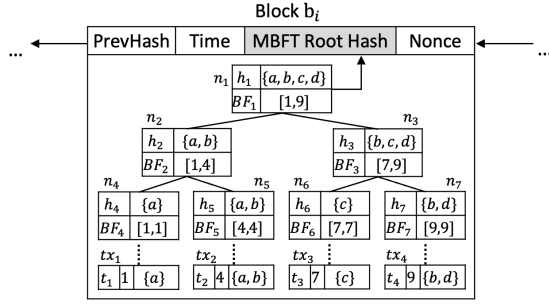 Block b_i
... PrevHash Time MBFT Root Hash Nonce ...
n_1 h_1 {a, b, c, d}
BF_1 [1,9]
n_2 n_3
h_2 {a, b} h_3 {b, c, d}
BF_2 [1,4] BF_3 [7,9]
n_4 n_5 n_6 n_7
h_4 {a} h_5 {a, b} h_6 {c} h_7 {b, d}
BF_4 [1,1] BF_5 [4,4] BF_6 [7,7] BF_7 [9,9]
tx_1 tx_2 tx_3 tx_4
t_1 1 {a} t_2 4 {a, b} t_3 7 {c} t_4 9 {b, d}